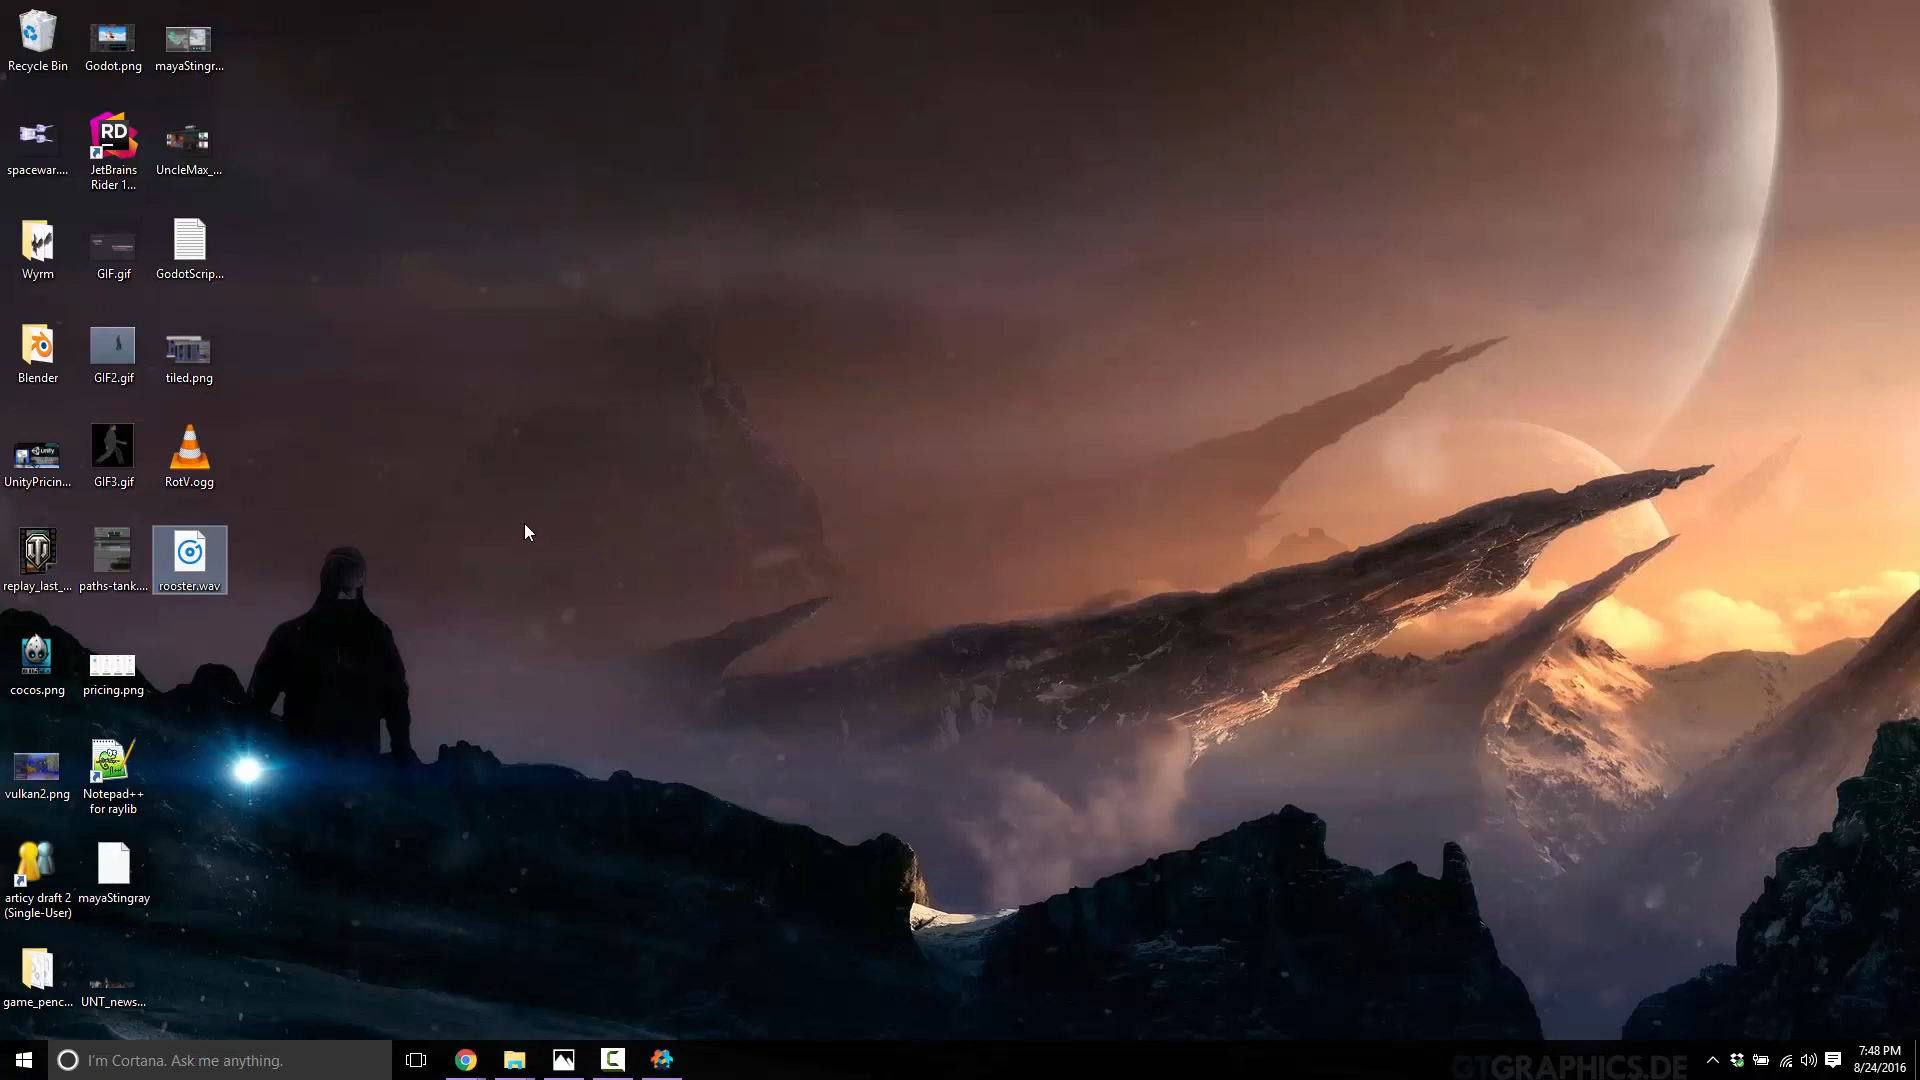 Recycle Bin
Godot.png
mayaStingr...
spacewar....
RD
JetBrains
Rider 1...
UncleMax_...
Wyrm
GIF.gif
GodotScrip...
Blender
GIF2.gif
tiled.png
unity
UnityPricin...
GIF3.gif
RotV.ogg
replay_last_...
paths-tank....
rooster.wav
cocos.png
pricing.png
vulkan2.png
Notepad++
for raylib
articy draft 2
(Single-User)
mayaStingray
game_penc...
UNT_news...
I'm Cortana. Ask me anything.
GTGRAPHICS.DE
7:48 PM
8/24/2016